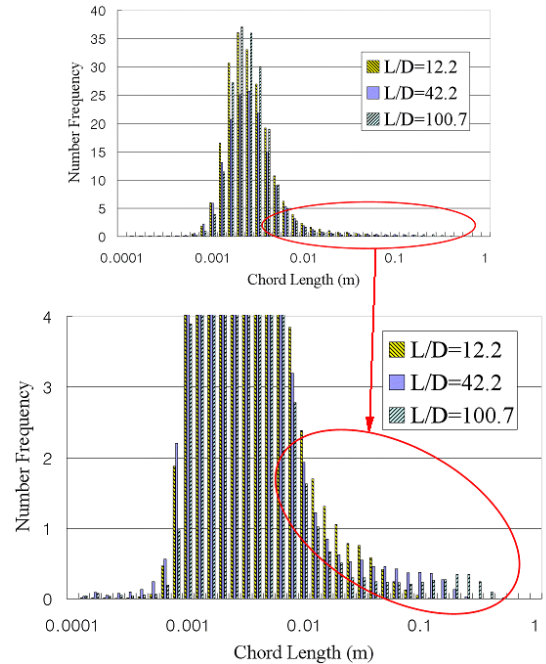 40
35
30
25
20
15
10
5
0
Number Frequency
L/D=12.2
L/D=42.2
L/D=100.7
0.0001 0.001 0.01 0.1 1
Chord Length (m)
4
3
2
1
0
Number Frequency
L/D=12.2
L/D=42.2
L/D=100.7
0.0001 0.001 0.01 0.1 1
Chord Length (m)